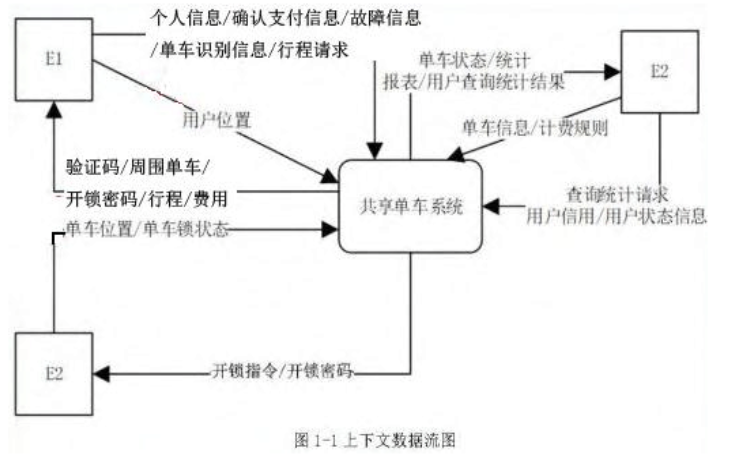 个人信息/确认支付信息/故障信息
/单车识别信息/行程请求
E1
单车状态/统计
报表/用户查询统计结果
E2
用户位置
单车信息/计费规则
验证码/周围单车/
开锁密码/行程/费用
共享单车系统
查询统计请求
用户信用/用户状态信息
单车位置/单车锁状态
E2
开锁指令/开锁密码
图1-1上下文数据流图